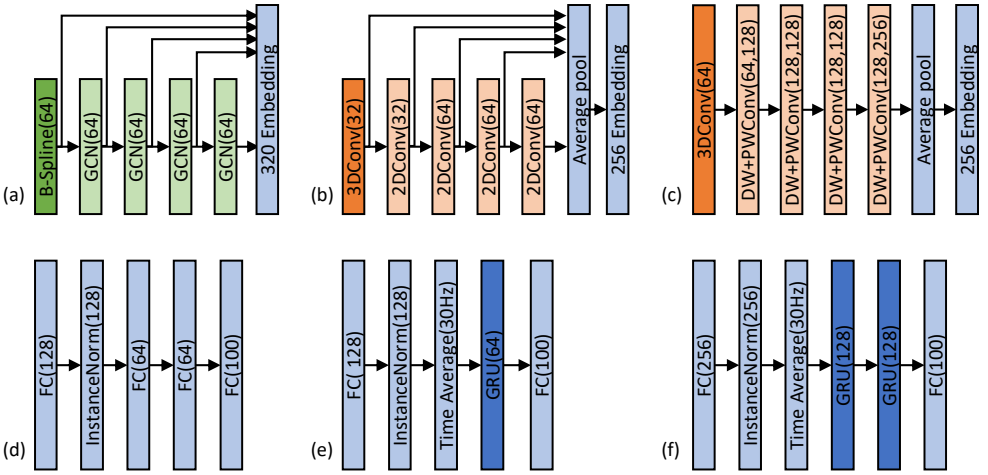 (a)
B-Spline(64)
GCN(64)
GCN(64)
GCN(64)
GCN(64)
320 Embedding
(b)
3DConv(32)
2DConv(32)
2DConv(64)
2DConv(64)
2DConv(64)
Average pool
256 Embedding
(c)
3DConv(64)
DW+PWConv(64,128)
DW+PWConv(128,128)
DW+PWConv(128,128)
DW+PWConv(128,256)
Average pool
256 Embedding
(d)
FC(128)
InstanceNorm(128)
FC(64)
FC(64)
FC(100)
(e)
FC( 128)
InstanceNorm(128)
Time Average(30Hz)
GRU(64)
FC(100)
(f)
FC(256)
InstanceNorm(256)
Time Average(30Hz)
GRU(128)
GRU(128)
FC(100)